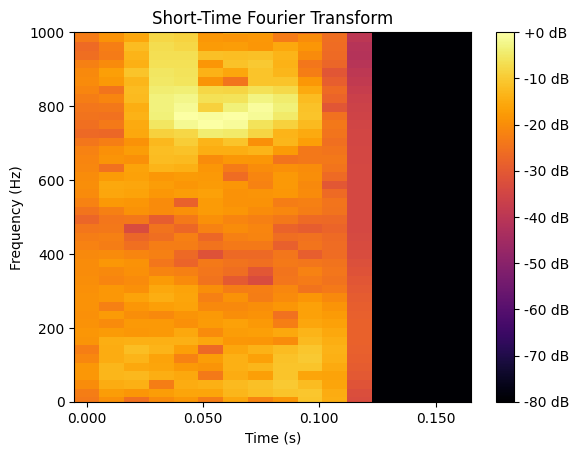 Short-Time Fourier Transform
1000
800
600
400
200
0
Frequency (Hz)
0.000
0.050
0.100
0.150
Time (s)
+0 dB
-10 dB
-20 dB
-30 dB
-40 dB
-50 dB
-60 dB
-70 dB
-80 dB